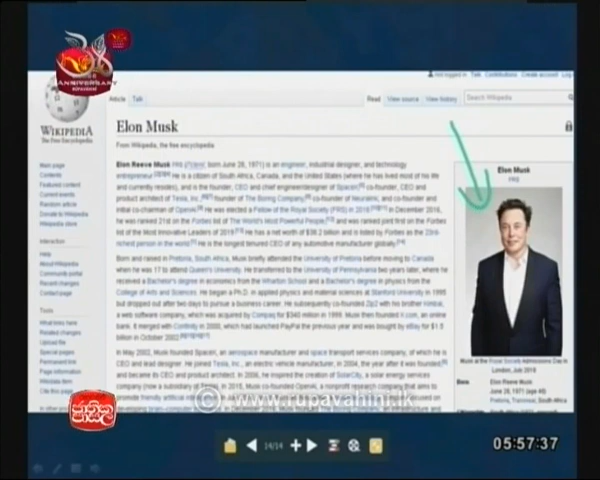 ANNIVERSARY
WIKIPEDIA
The Free Encyclopedia
Not logged in Talk Contributions Create account Log
Article Talk
Read View source View history
Search Wikipedia
Elon Musk
From Wikipedia, the free encyclopedia
Main page
Contents
Featured content
Current events
Random article
Donate to Wikipedia
Wikipedia store
Interaction
Help
About Wikipedia
Community portal
Recent changes
Contact page
Tools
What links here
Related changes
Upload file
Special pages
Permanent link
Page information
Wikidata item
Cite this page
Elon Reeve Musk FRS (born June 28, 1971) is an engineer, industrial designer, and technology
entrepreneur. He is a citizen of South Africa, Canada, and the United States (where he has lived most of his life
and currently resides), and is the founder, CEO and chief engineer/designer of SpaceX; co-founder, CEO and
product architect of Tesla, Inc.; founder of The Boring Company; co-founder of Neuralink; and co-founder and
initial co-chairman of OpenAI. He was elected a Fellow of the Royal Society (FRS) in 2018. In December 2016,
he was ranked 21st on the Forbes list of The World's Most Powerful People, and was ranked joint first on the Forbes
list of the Most Innovative Leaders of 2019. He has a net worth of and is listed by Forbes as the
richest person in the world. He is the longest tenured CEO of any automotive manufacturer globally.
Born and raised in Pretoria, South Africa, Musk briefly attended the University of Pretoria before moving to Canada
when he was 17 to attend Queen's University. He transferred to the University of Pennsylvania two years later, where he
received a Bachelor's degree in economics from the Wharton School and a Bachelor's degree in physics from the
College of Arts and Sciences. He began a Ph.D. in applied physics and material sciences at Stanford University in 1995
but dropped out after two days to pursue a business career. He subsequently co-founded Zip2 with his brother Kimbal,
a web software company, which was acquired by Compaq for $340 million in 1999. Musk then founded X.com, an online
bank. It merged with Confinity in 2000, which had launched PayPal the previous year and was bought by eBay for $1.5
billion in October 2002.
In May 2002, Musk founded SpaceX, an aerospace manufacturer and space transport services company, of which he is
CEO and lead designer. He joined Tesla, Inc., an electric vehicle manufacturer, in 2004, the year after it was founded,
and became its CEO and product architect. In 2006, he inspired the creation of SolarCity, a solar energy services
company (now a subsidiary of Tesla). In 2015, Musk co-founded OpenAI, a nonprofit research company that aims to
promote friendly artificial
Elon Musk
FRS
Musk at the Royal Society Admissions Day in
London, July 2018
Born Elon Reeve Musk
June 28, 1971 (age 48)
Pretoria, Transvaal, South Africa
© www.rupavahini.lk
14/14
05:57:37